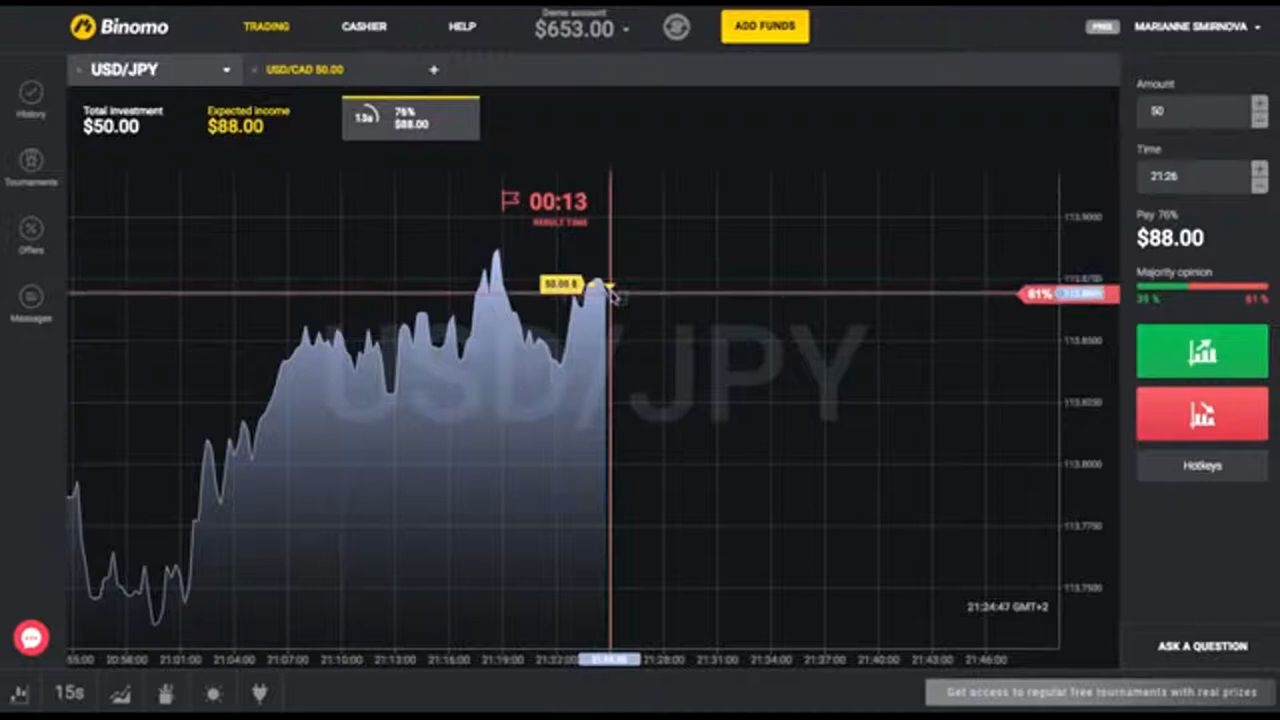 Binomo
TRADING
CASHIER
HELP
Demo account
$653.00
ADD FUNDS
FREE
MARIANNE SMIRNOVA
USD/JPY
USD/CAD 50.00
+
History
Tournaments
Offers
Messages
Total investment
$50.00
Expected income
$88.00
13s
76%
$88.00
00:13
RESULT TIME
50.00 $
USD/JPY
113.9000
113.8750
61%
113.8500
113.8250
113.8000
113.7750
113.7500
21:24:47 GMT+2
20:58:00
21:01:00
21:04:00
21:07:00
21:10:00
21:13:00
21:16:00
21:19:00
21:22:00
21:28:00
21:31:00
21:34:00
21:37:00
21:40:00
21:43:00
21:46:00
Amount
50
Time
21:26
Pay 76%
$88.00
Majority opinion
39 %
61 %
Hotkeys
ASK A QUESTION
15s
Get access to regular free tournaments with real prizes